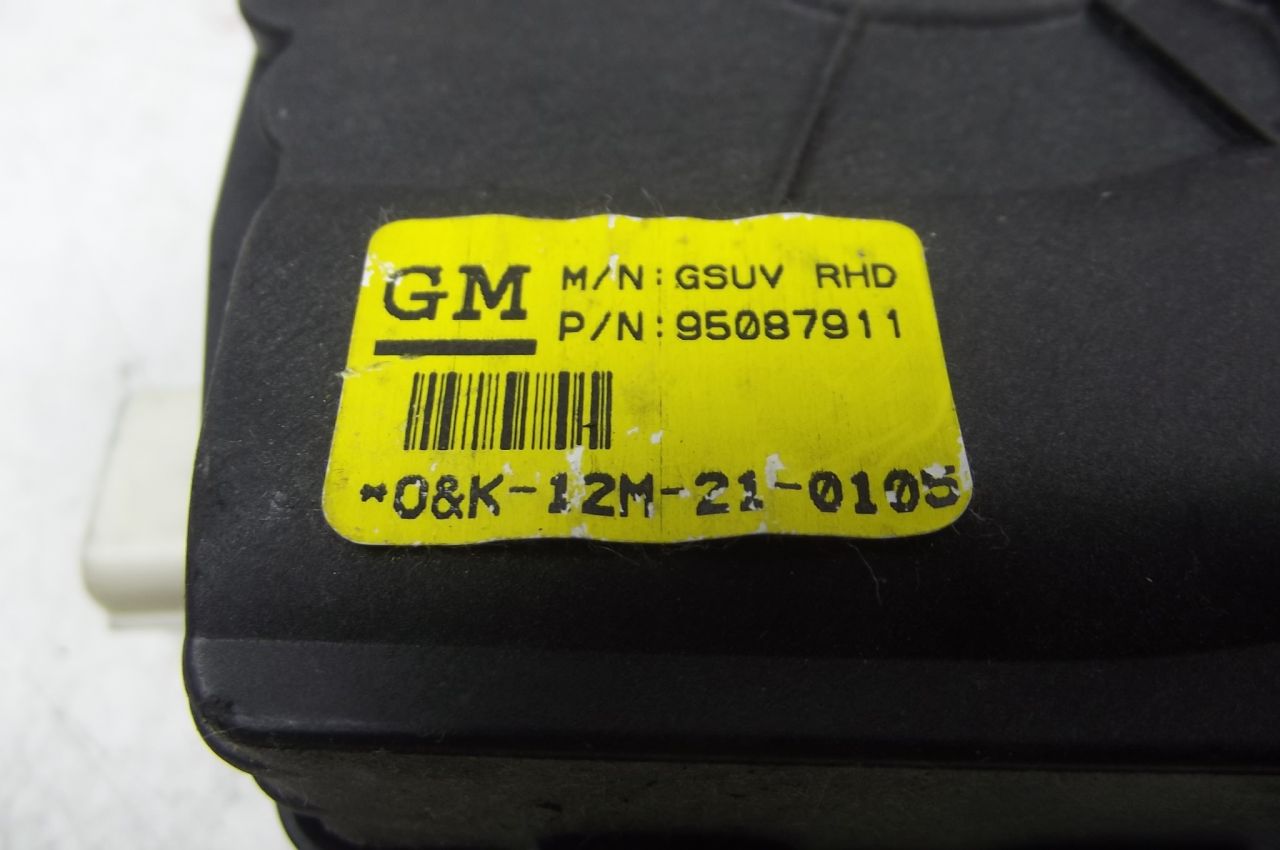 GM
M/N:GSUV RHD
P/N:95087911
*O&K-12M-21-0105